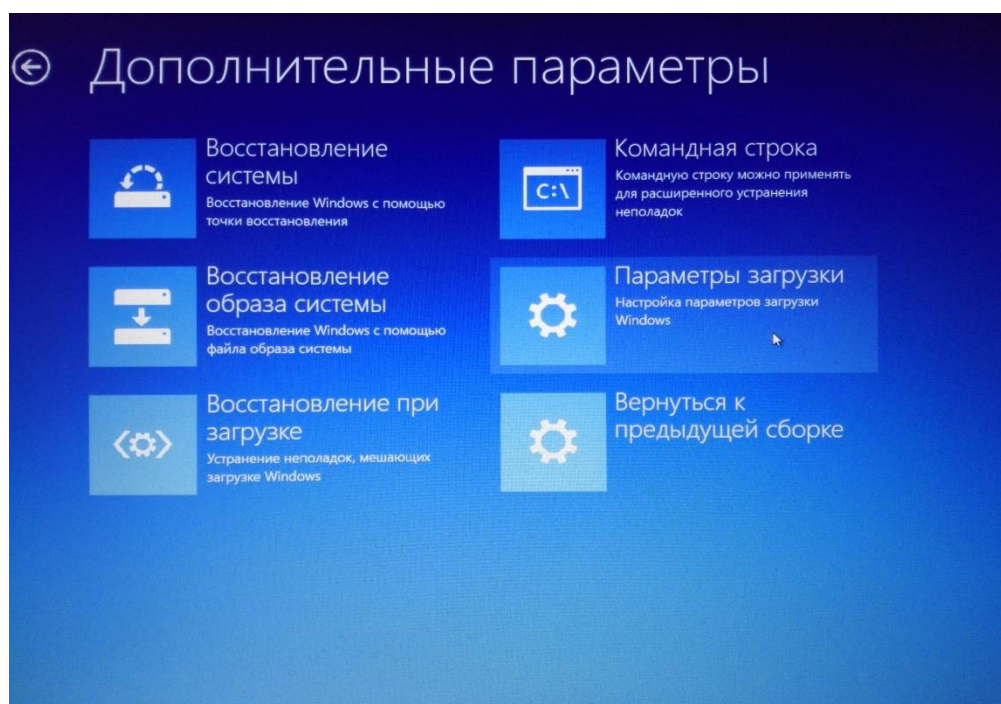 Дополнительные параметры
Восстановление
системы
Восстановление Windows с помощью
точки восстановления
Восстановление
образа системы
Восстановление Windows с помощью
файла образа системы
Восстановление при
загрузке
Устранение неполадок, мешающих
загрузке Windows
Командная строка
Командную строку можно применять
для расширенного устранения
неполадок
C:\
Параметры загрузки
Настройка параметров загрузки
Windows
Вернуться к
предыдущей сборке